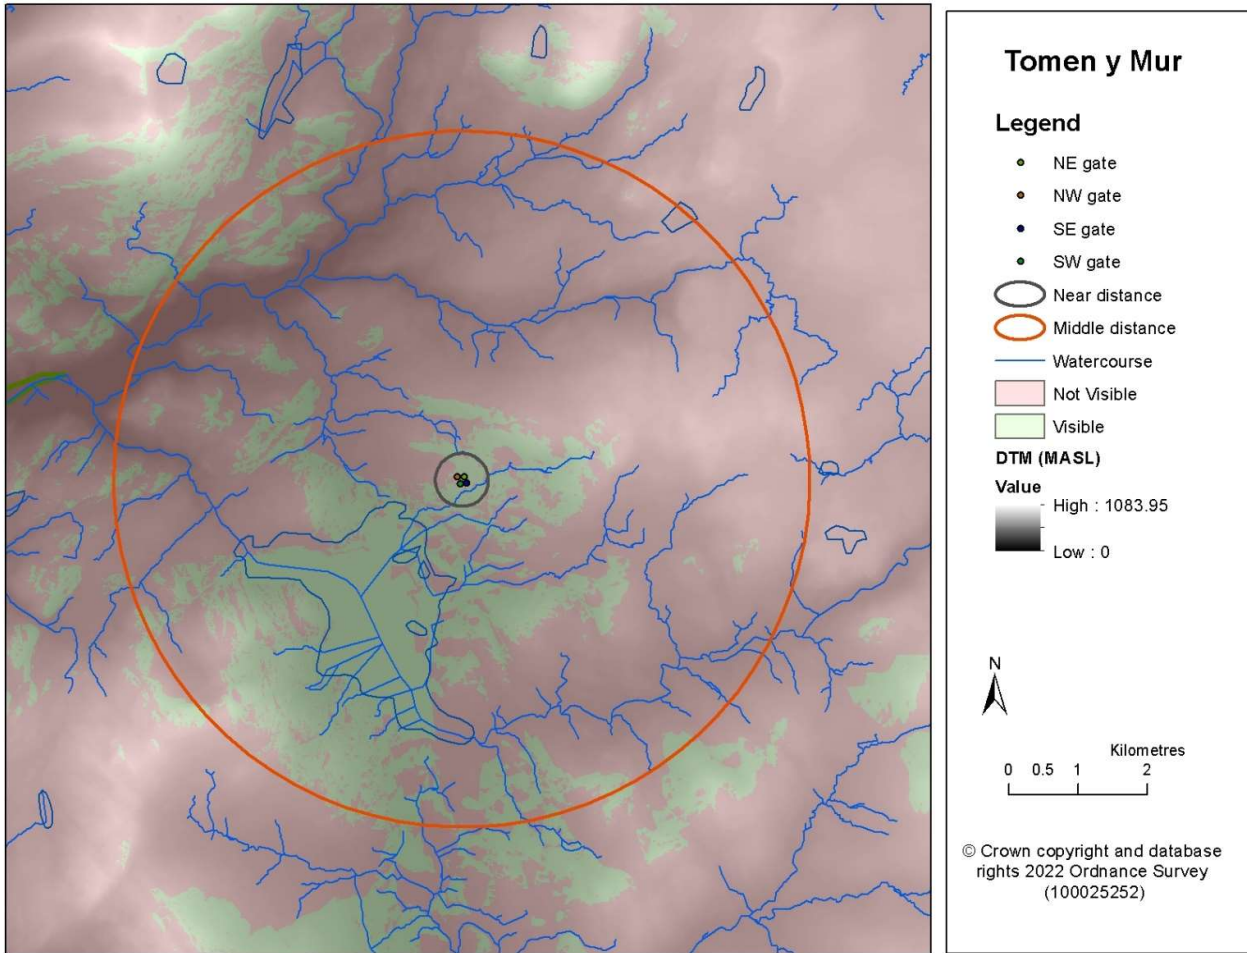 Tomen y Mur
Legend
NE gate
NW gate
SE gate
SW gate
Near distance
Middle distance
Watercourse
Not Visible
Visible
DTM (MASL)
Value
High : 1083.95
Low : 0
N
Kilometres
0 0.5 1 2
© Crown copyright and database
rights 2022 Ordnance Survey
(100025252)